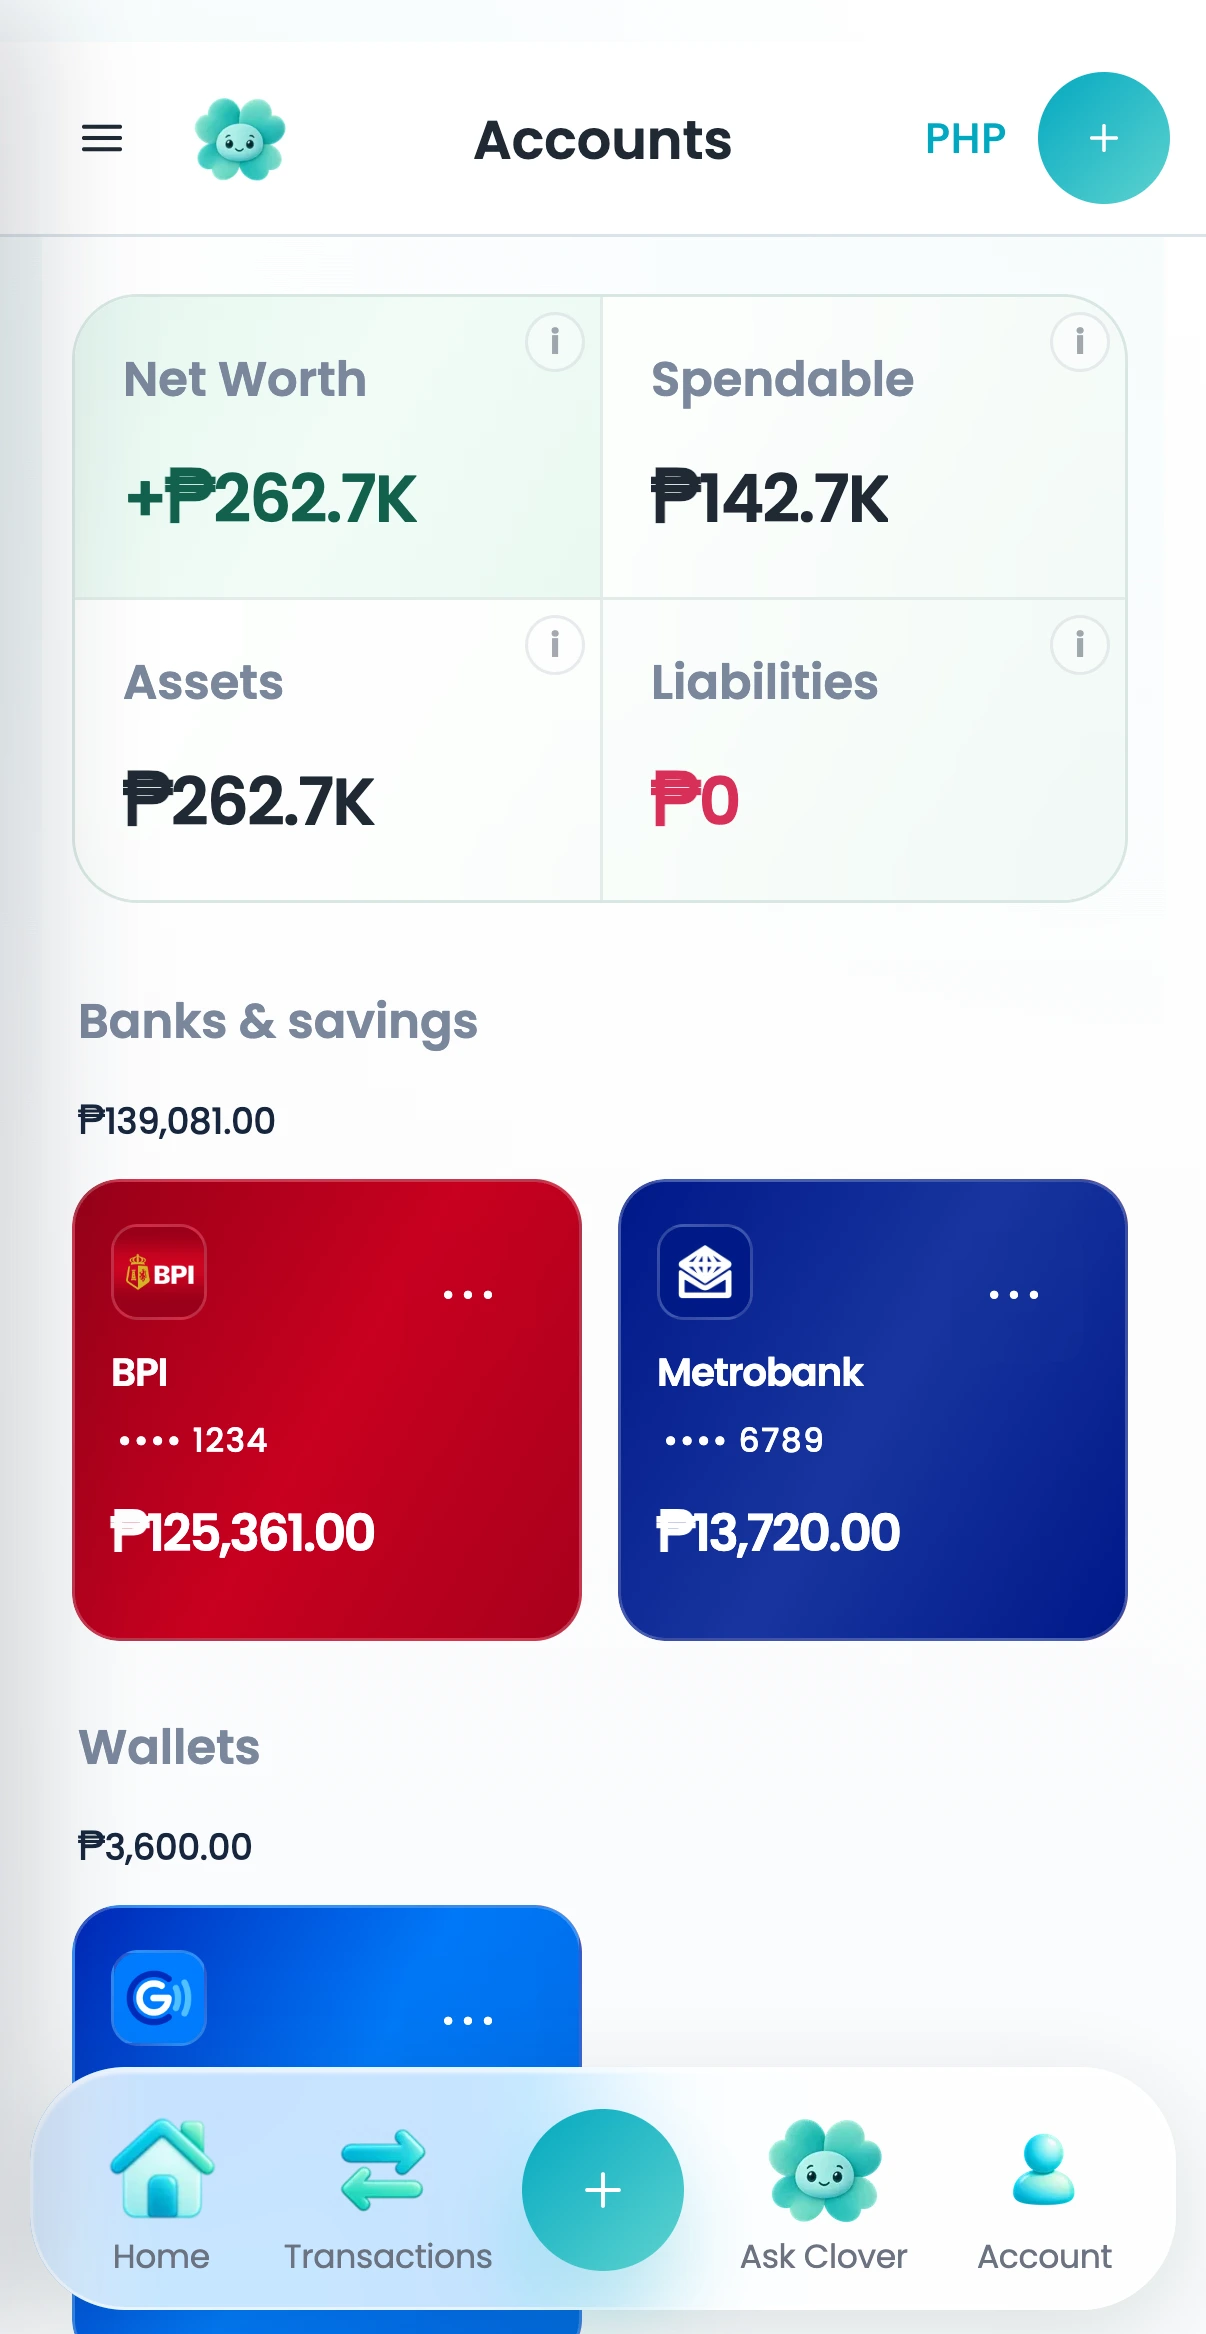 Accounts
PHP
Net Worth
i
Spendable
i
+₱262.7K
₱142.7K
Assets
i
Liabilities
i
₱262.7K
₱0
Banks & savings
₱139,081.00
BPI
BPI
•••• 1234
₱125,361.00
Metrobank
•••• 6789
₱13,720.00
Wallets
₱3,600.00
G
Home
Transactions
Ask Clover
Account